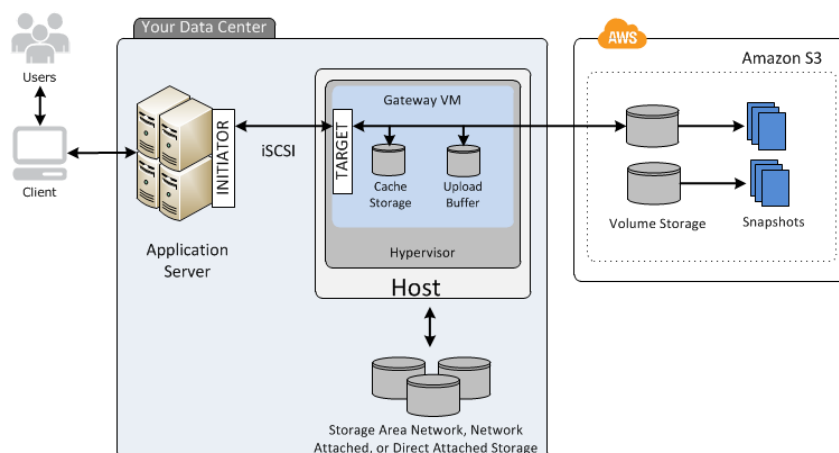 Your Data Center
AWS
Amazon S3
Users
Client
INITIATOR
iSCSI
Application
Server
TARGET
Gateway VM
Cache
Storage
Upload
Buffer
Hypervisor
Host
Volume Storage
Snapshots
Storage Area Network, Network
Attached, or Direct Attached Storage